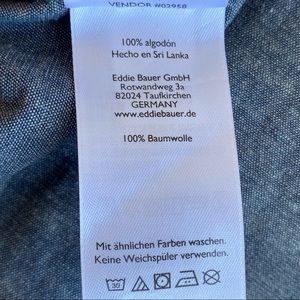 VENDOR #02958
100% algodón
Hecho en Sri Lanka
Eddie Bauer GmbH
Rotwandweg 3a
82024 Taufkirchen
GERMANY
www.eddiebauer.de
100% Baumwolle
Mit ähnlichen Farben waschen.
Keine Weichspüler verwenden.
30